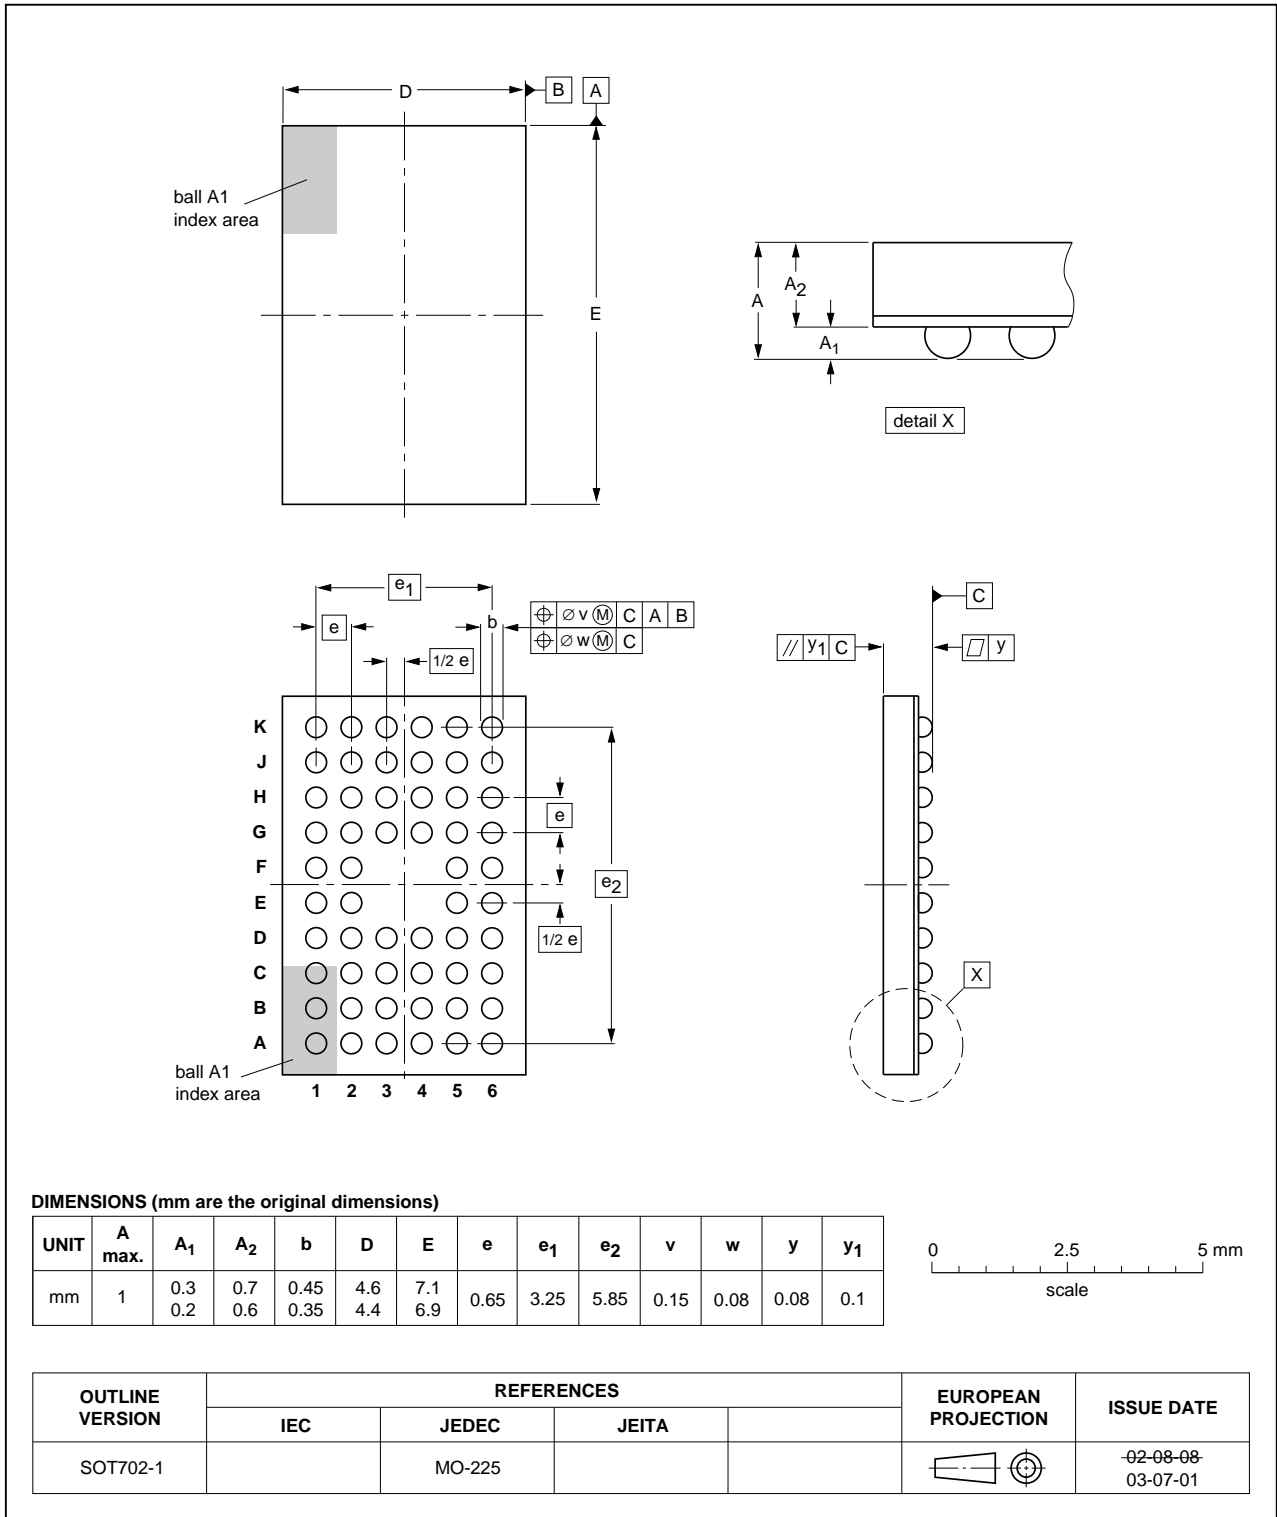 D
B
A
ball A1
index area
E
A
A2
A1
detail X
e1
e
b
⌖ ⌀ v Ⓜ C A B
⌖ ⌀ w Ⓜ C
1/2 e
C
// y1 C
⏥ y
K
J
H
G
F
E
D
C
B
A
e
e2
1/2 e
X
ball A1
index area
1 2 3 4 5 6
DIMENSIONS (mm are the original dimensions)
UNIT A max. A1 A2 b D E e e1 e2 v w y y1
mm 1 0.3 0.2 0.7 0.6 0.45 0.35 4.6 4.4 7.1 6.9 0.65 3.25 5.85 0.15 0.08 0.08 0.1
0 2.5 5 mm
scale
OUTLINE VERSION REFERENCES EUROPEAN PROJECTION ISSUE DATE
IEC JEDEC JEITA
SOT702-1 MO-225 02-08-08
03-07-01